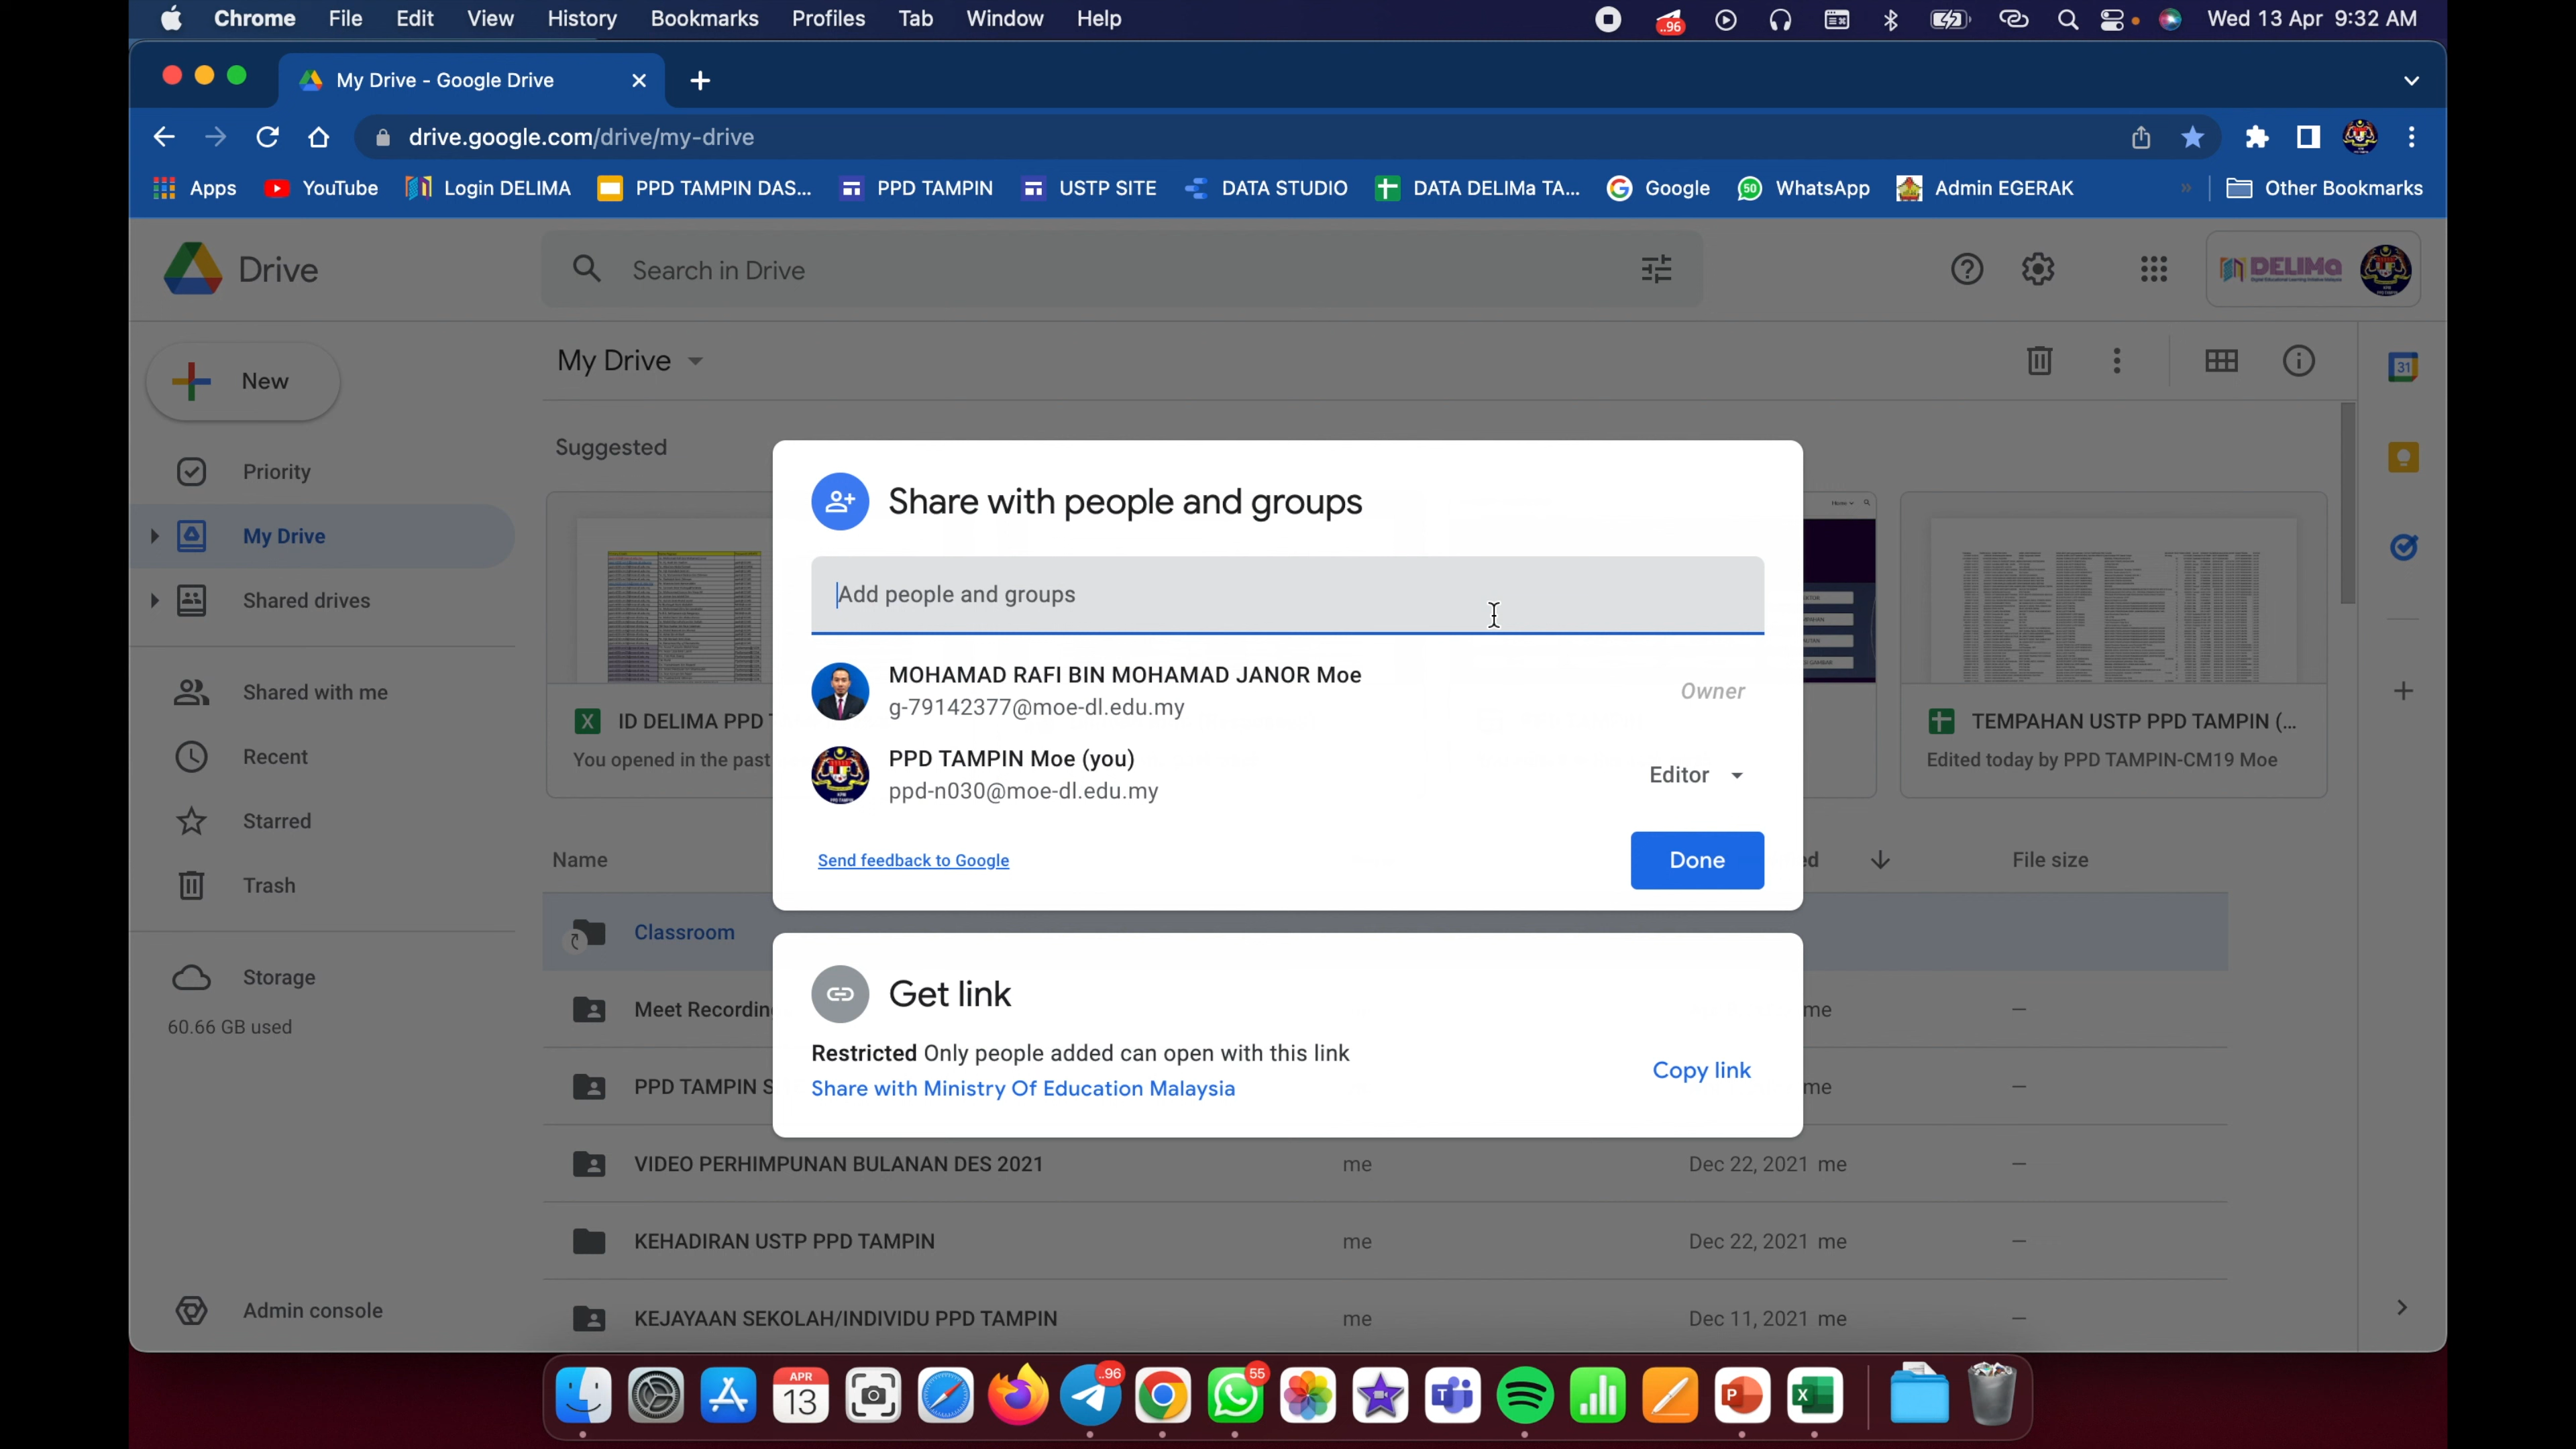 Chrome File Edit View History Bookmarks Profiles Tab Window Help ..96 Wed 13 Apr 9:32 AM
My Drive - Google Drive
drive.google.com/drive/my-drive
Apps YouTube Login DELIMA PPD TAMPIN DAS... PPD TAMPIN USTP SITE DATA STUDIO DATA DELIMa TA... Google 50 WhatsApp Admin EGERAK » Other Bookmarks
Drive Search in Drive DELIMa
New My Drive 31
Suggested
Priority
Share with people and groups
My Drive
Add people and groups
Shared drives
MOHAMAD RAFI BIN MOHAMAD JANOR Moe
g-79142377@moe-dl.edu.my Owner
Shared with me
ID DELIMA PPD TEMPAHAN USTP PPD TAMPIN (...
Recent You opened in the past Edited today by PPD TAMPIN-CM19 Moe
PPD TAMPIN Moe (you)
ppd-n030@moe-dl.edu.my Editor
Starred
Name Send feedback to Google Done ed File size
Trash
Classroom
Storage
60.66 GB used
Get link
Meet Recordin me —
Restricted Only people added can open with this link
Share with Ministry Of Education Malaysia Copy link
PPD TAMPIN S me —
VIDEO PERHIMPUNAN BULANAN DES 2021 me Dec 22, 2021 me —
KEHADIRAN USTP PPD TAMPIN me Dec 22, 2021 me —
Admin console KEJAYAAN SEKOLAH/INDIVIDU PPD TAMPIN me Dec 11, 2021 me —
APR
13 ..96 55